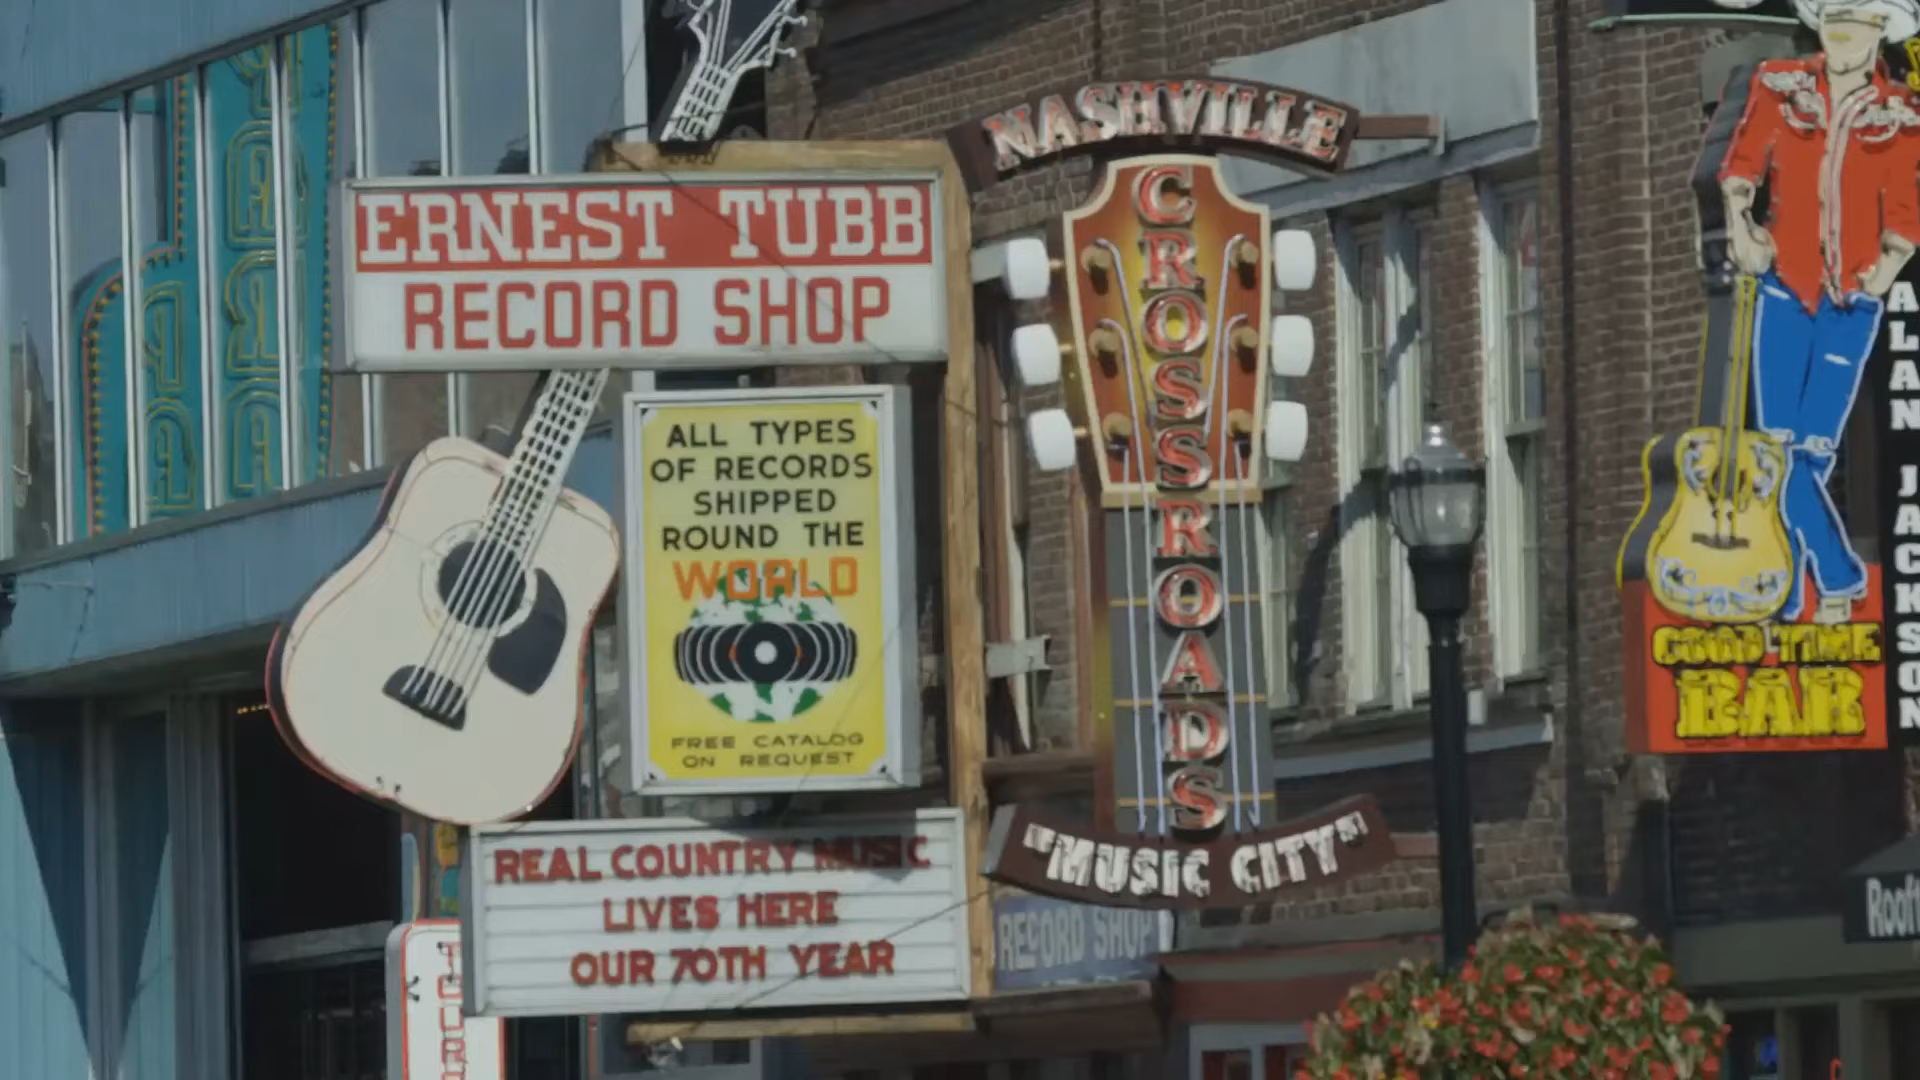 ERNEST TUBB
RECORD SHOP
ALL TYPES
OF RECORDS
SHIPPED
ROUND THE
WORLD
FREE CATALOG
ON REQUEST
REAL COUNTRY MUSIC
LIVES HERE
OUR 70TH YEAR
NASHVILLE
CROSSROADS
"MUSIC CITY"
RECORD SHOP
ALAN JACKSON
GOOD TIME
BAR